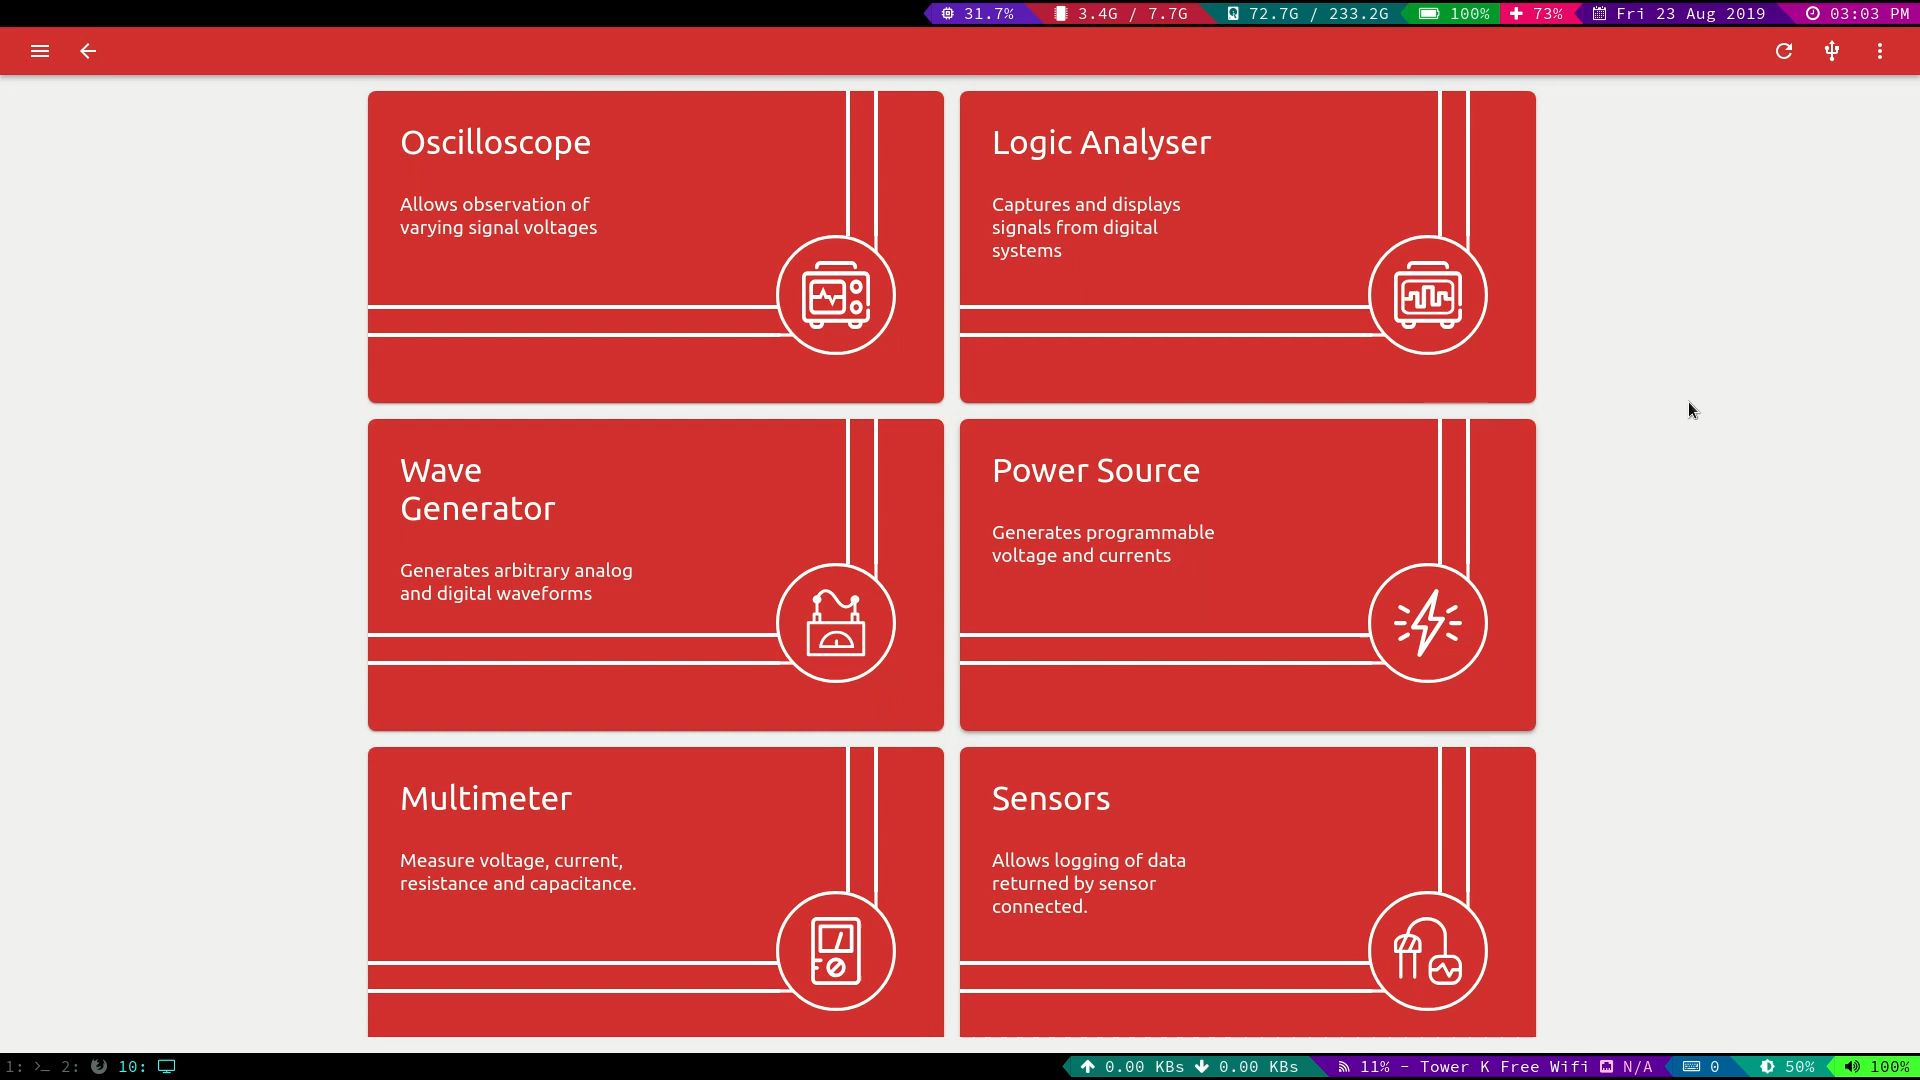 31.7% 3.4G / 7.7G 72.7G / 233.2G 100% 73% Fri 23 Aug 2019 03:03 PM
Oscilloscope
Allows observation of
varying signal voltages
Logic Analyser
Captures and displays
signals from digital
systems
Wave
Generator
Generates arbitrary analog
and digital waveforms
Power Source
Generates programmable
voltage and currents
Multimeter
Measure voltage, current,
resistance and capacitance.
Sensors
Allows logging of data
returned by sensor
connected.
1: 2: 10: 0.00 KBs 0.00 KBs 11% - Tower K Free Wifi N/A 0 50% 100%